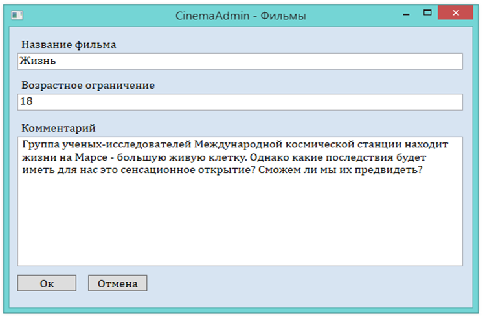 CinemaAdmin - Фильмы
Название фильма
Жизнь
Возрастное ограничение
18
Комментарий
Группа ученых-исследователей Международной космической станции находит
жизни на Марсе - большую живую клетку. Однако какие последствия будет
иметь для нас это сенсационное открытие? Сможем ли мы их предвидеть?
Ок
Отмена